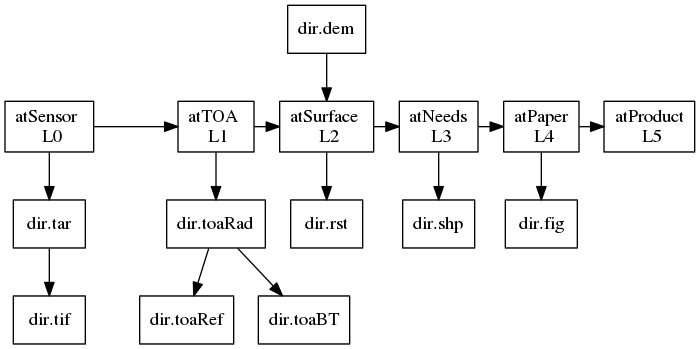 dir.dem
atSensor
L0
atTOA
L1
atSurface
L2
atNeeds
L3
atPaper
L4
atProduct
L5
dir.tar
dir.toaRad
dir.rst
dir.shp
dir.fig
dir.tif
dir.toaRef
dir.toaBT